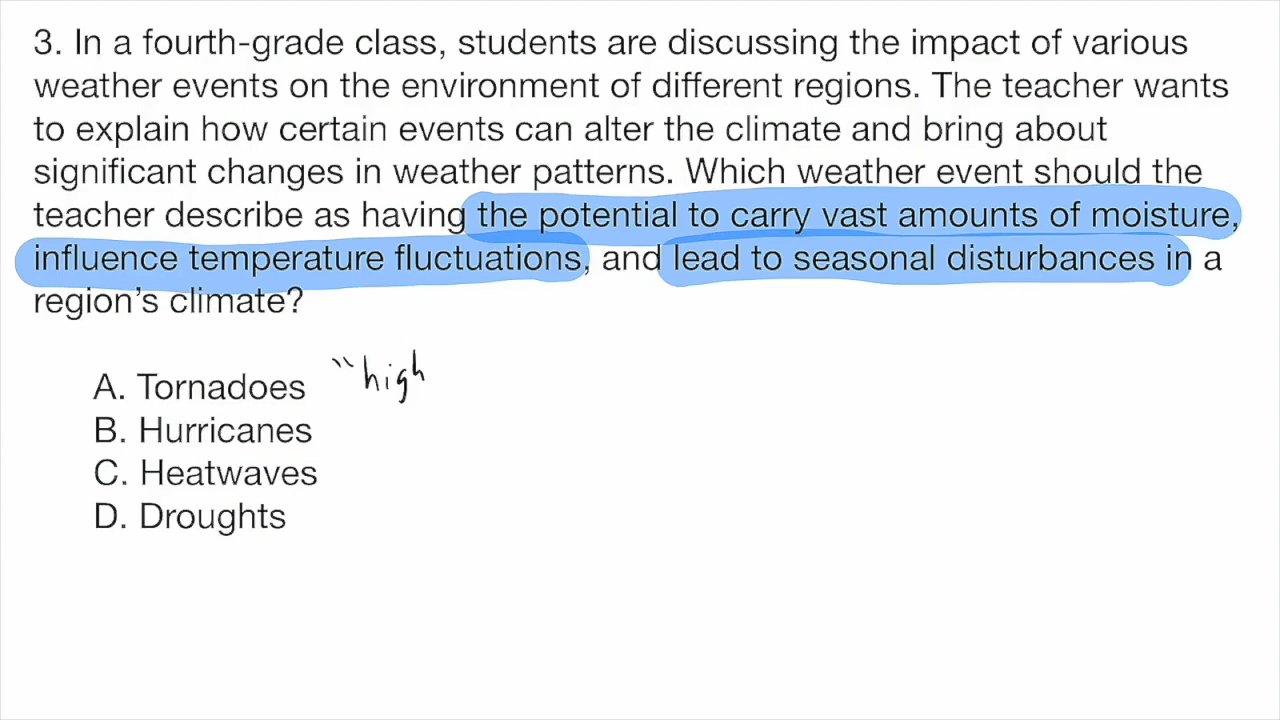 3. In a fourth-grade class, students are discussing the impact of various
weather events on the environment of different regions. The teacher wants
to explain how certain events can alter the climate and bring about
significant changes in weather patterns. Which weather event should the
teacher describe as having the potential to carry vast amounts of moisture,
influence temperature fluctuations, and lead to seasonal disturbances in a
region’s climate?
A. Tornadoes "high
B. Hurricanes
C. Heatwaves
D. Droughts